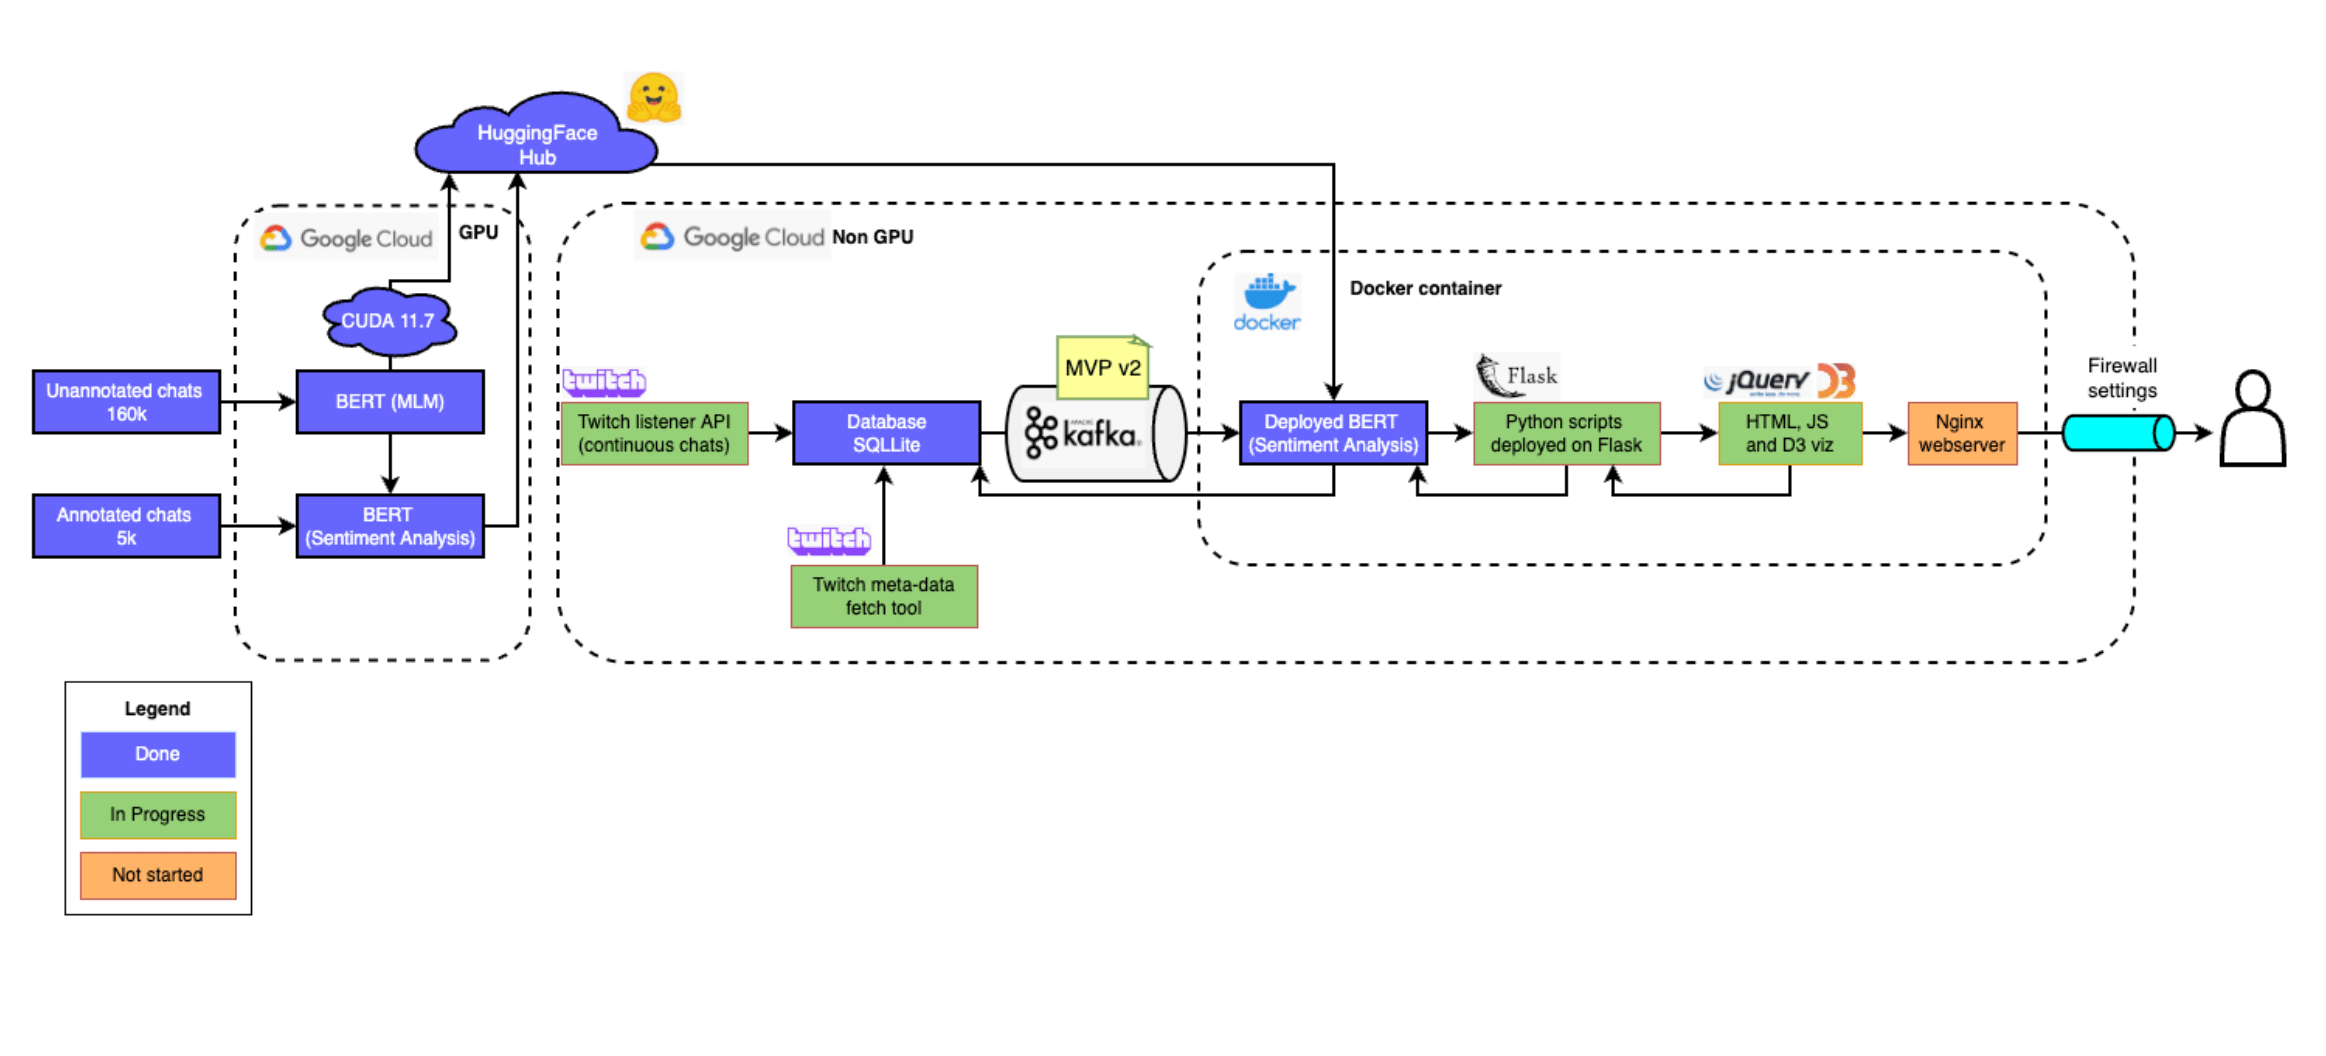 HuggingFace
Hub
Google Cloud
GPU
Google Cloud
Non GPU
CUDA 11.7
docker
Docker container
Unannotated chats
160k
BERT (MLM)
Annotated chats
5k
BERT
(Sentiment Analysis)
twitch
Twitch listener API
(continuous chats)
Database
SQLLite
MVP v2
APACHE
kafka
Deployed BERT
(Sentiment Analysis)
Flask
Python scripts
deployed on Flask
jQuery
D3
HTML, JS
and D3 viz
Nginx
webserver
Firewall
settings
twitch
Twitch meta-data
fetch tool
Legend
Done
In Progress
Not started